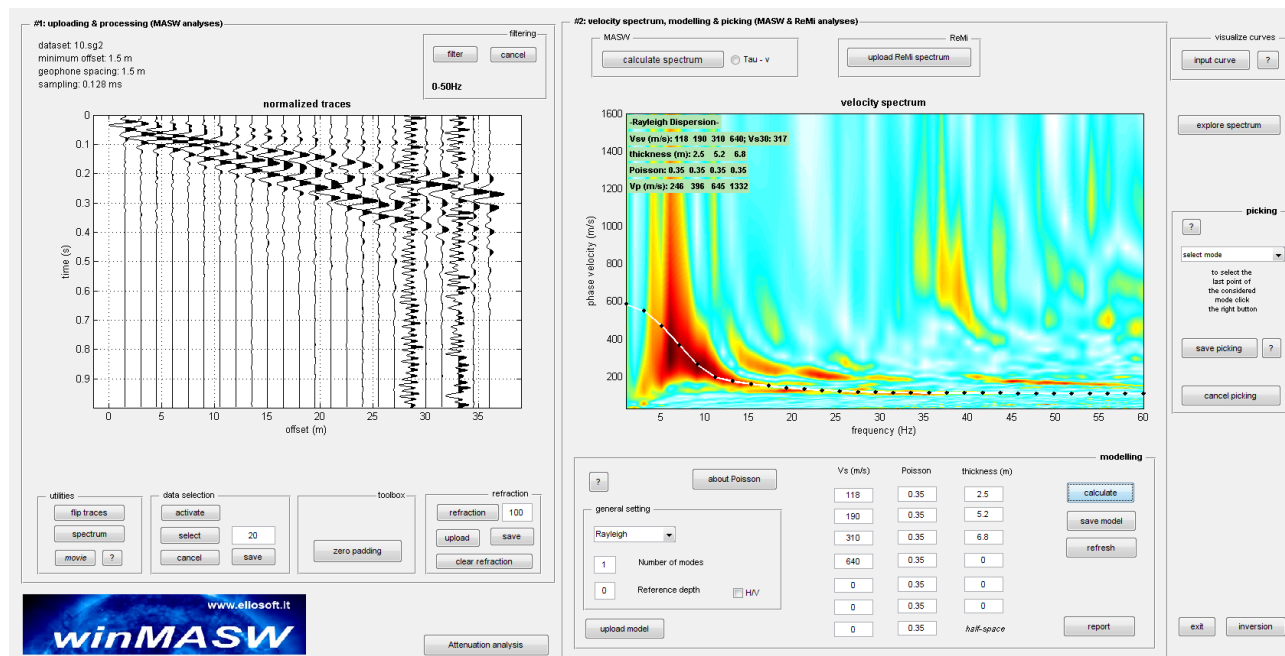 #1: uploading & processing (MASW analyses)
dataset: 10.sg2
minimum offset: 1.5 m
geophone spacing: 1.5 m
sampling: 0.128 ms
filtering
filter
cancel
0-50Hz
normalized traces
time (s)
0
0.1
0.2
0.3
0.4
0.5
0.6
0.7
0.8
0.9
0 5 10 15 20 25 30 35
offset (m)
utilities
flip traces
spectrum
movie
?
data selection
activate
select
20
cancel
save
toolbox
zero padding
refraction
refraction
100
upload
save
clear refraction
www.ellosoft.it
winMASW
Attenuation analysis
#2: velocity spectrum, modelling & picking (MASW & ReMi analyses)
MASW
calculate spectrum
Tau - v
ReMi
upload ReMi spectrum
velocity spectrum
phase velocity (m/s)
1600
1400
1200
1000
800
600
400
200
-Rayleigh Dispersion-
Vsv (m/s): 118 190 310 640; Vs30: 317
thickness (m): 2.5 5.2 6.8
Poisson: 0.35 0.35 0.35 0.35
Vp (m/s): 246 396 645 1332
5 10 15 20 25 30 35 40 45 50 55 60
frequency (Hz)
modelling
?
about Poisson
general setting
Rayleigh
1
Number of modes
0
Reference depth
H/V
upload model
Vs (m/s) Poisson thickness (m)
118 0.35 2.5
190 0.35 5.2
310 0.35 6.8
640 0.35 0
0 0.35 0
0 0.35 0
0 0.35 half-space
calculate
save model
refresh
report
visualize curves
input curve
?
explore spectrum
picking
?
select mode
to select the
last point of
the considered
mode click
the right button
save picking
?
cancel picking
exit
inversion